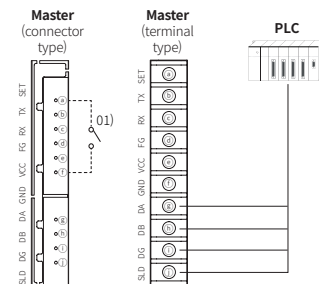 Master
(connector
type)
Master
(terminal
type)
PLC
01)
SET
TX
RX
FG
VCC
GND
DA
DB
DG
SLD
a
b
c
d
e
f
g
h
i
j
SET
TX
RX
FG
VCC
GND
DA
DB
DG
SLD
a
b
c
d
e
f
g
h
i
j